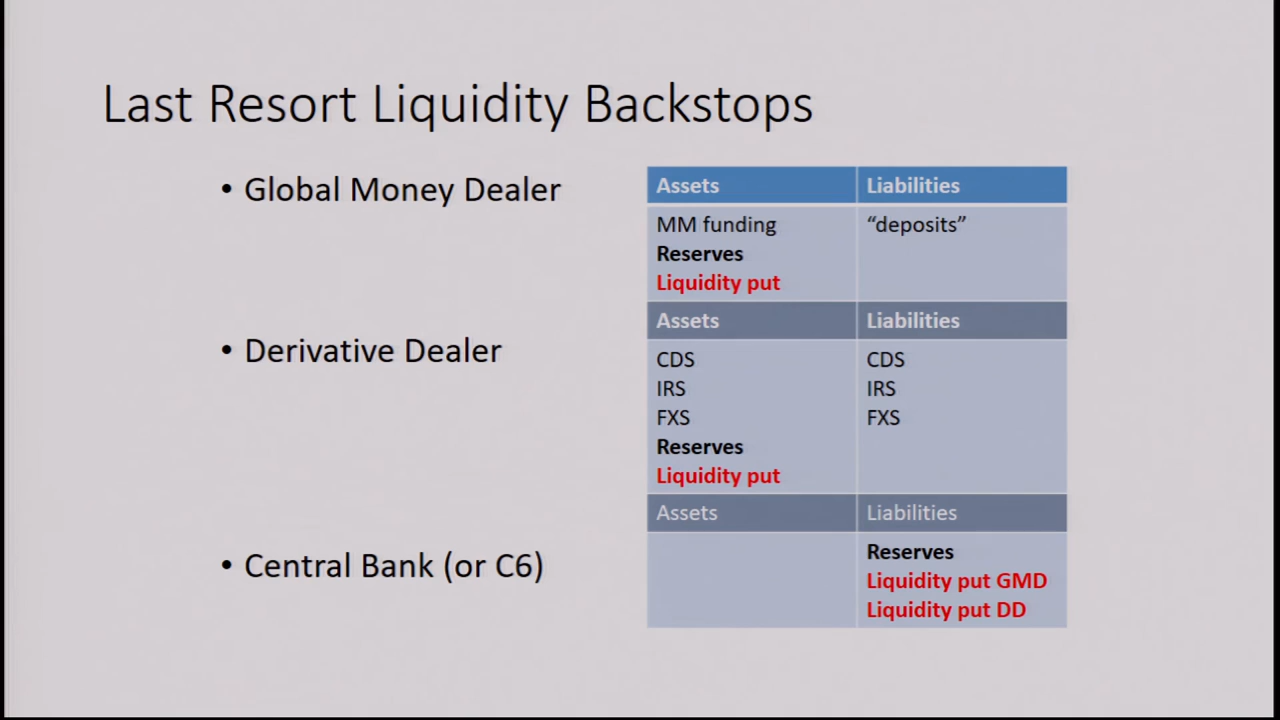 Last Resort Liquidity Backstops
• Global Money Dealer
Assets Liabilities
MM funding “deposits”
Reserves
Liquidity put
• Derivative Dealer
Assets Liabilities
CDS CDS
IRS IRS
FXS FXS
Reserves
Liquidity put
• Central Bank (or C6)
Assets Liabilities
Reserves
Liquidity put GMD
Liquidity put DD